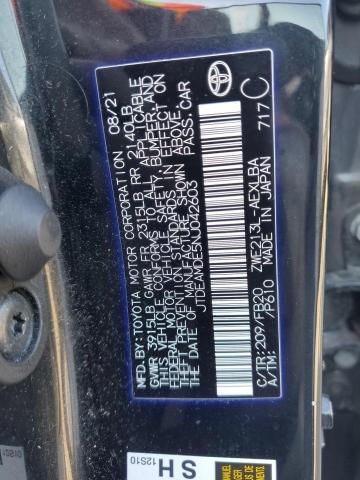 MFD.BY:TOYOTA MOTOR CORPORATION 08/21
GVWR 3915LB GAWR FR 2315LB RR 2140LB
THIS VEHICLE CONFORMS TO ALL APPLICABLE
FEDERAL MOTOR VEHICLE SAFETY, BUMPER, AND
THEFT PREVENTION STANDARDS IN EFFECT ON
THE DATE OF MANUFACTURE SHOWN ABOVE.
JTDEAMDE5NJ042603 PASS.CAR
C/TR: 209/FB20 ZWE213L-AEXLBA
A/TM: /P610 MADE IN JAPAN 717C
SH
12S10
MANUEL